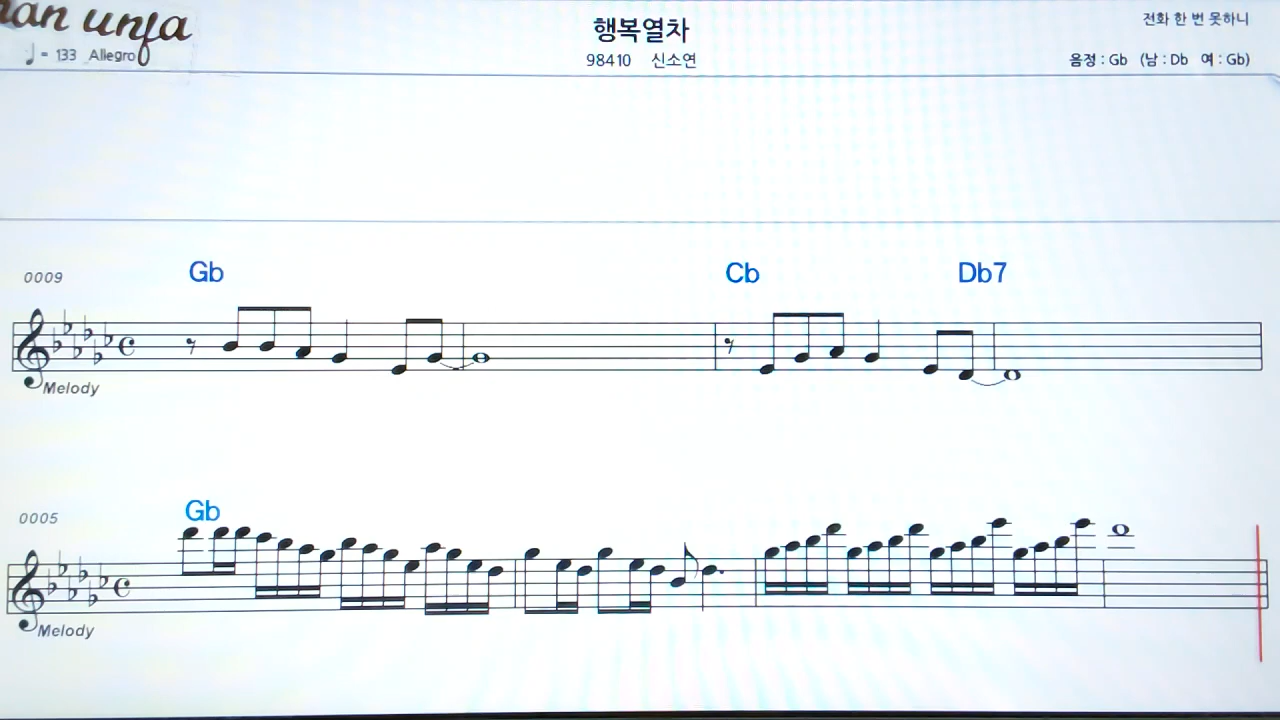 행복열차
전화 한 번 못하니
♩ = 133 Allegro
98410 신소연
음정 : Gb (남 : Db 여 : Gb)
0009
Gb
Cb
Db7
Melody
0005
Gb
Melody